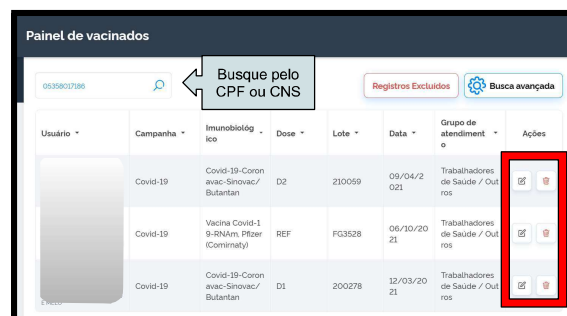 Painel de vacinados
05358017186
Busque pelo
CPF ou CNS
Registros Excluídos
Busca avançada
Usuário
Campanha
Imunobiológ
ico
Dose
Lote
Data
Grupo de
atendiment
o
Ações
Covid-19
Covid-19-Coron
avac-Sinovac/
Butantan
D2
210059
09/04/2
021
Trabalhadores
de Saúde / Out
ros
Covid-19
Vacina Covid-1
9-RNAm, Pfizer
(Comirnaty)
REF
FG3528
06/10/20
21
Trabalhadores
de Saúde / Out
ros
Covid-19
Covid-19-Coron
avac-Sinovac/
Butantan
D1
200278
12/03/20
21
Trabalhadores
de Saúde / Out
ros